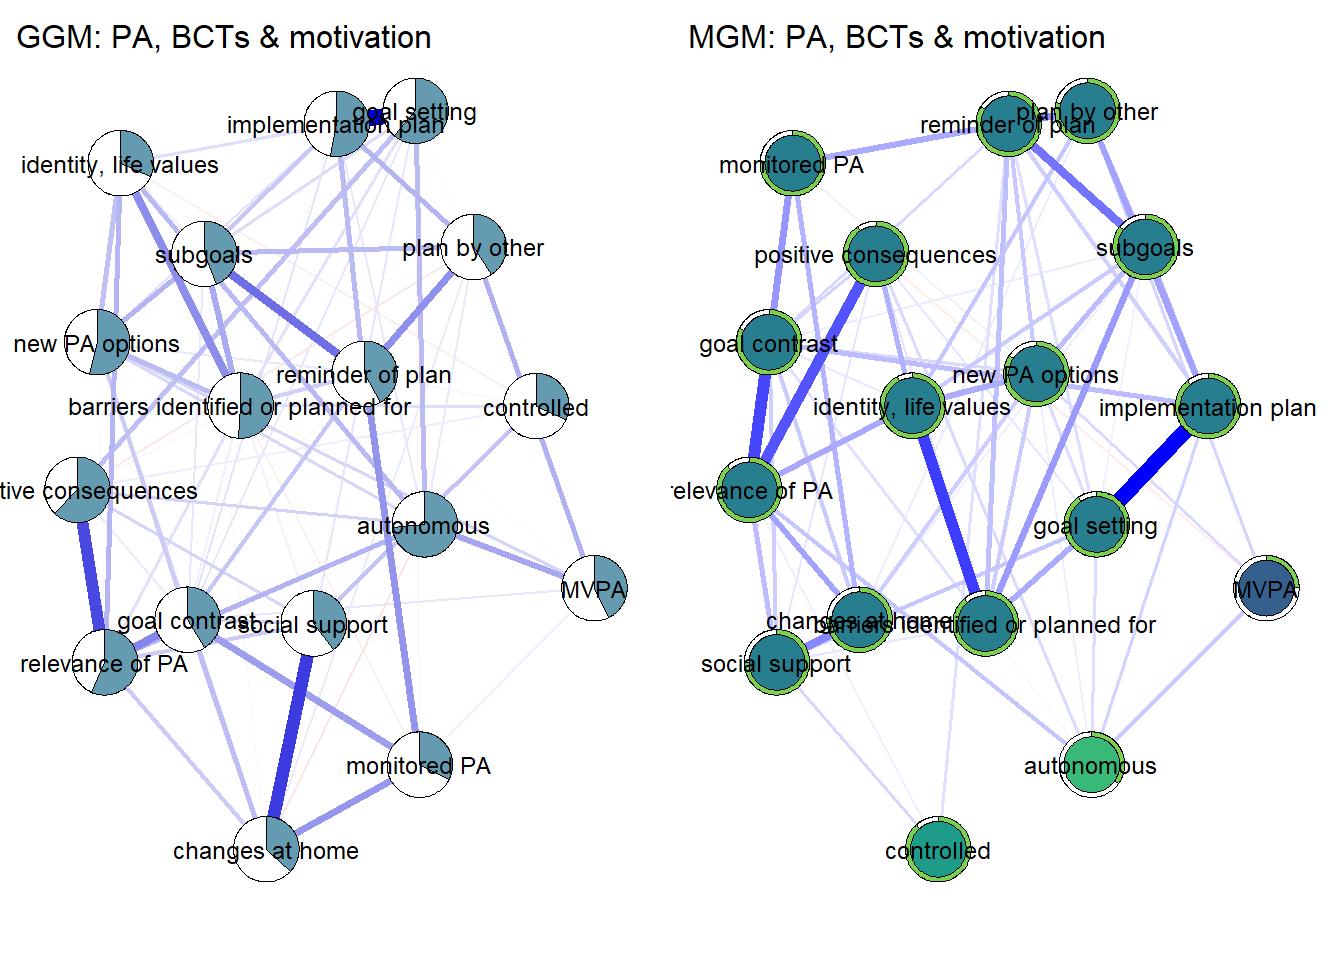 GGM: PA, BCTs & motivation
goal setting
implementation plan
identity, life values
plan by other
subgoals
new PA options
reminder of plan
barriers identified or planned for
controlled
tive consequences
autonomous
MVPA
goal contrast
social support
relevance of PA
monitored PA
changes at home
MGM: PA, BCTs & motivation
plan by other
reminder of plan
monitored PA
subgoals
positive consequences
goal contrast
new PA options
identity, life values
implementation plan
relevance of PA
goal setting
MVPA
changes at home
barriers identified or planned for
social support
autonomous
controlled